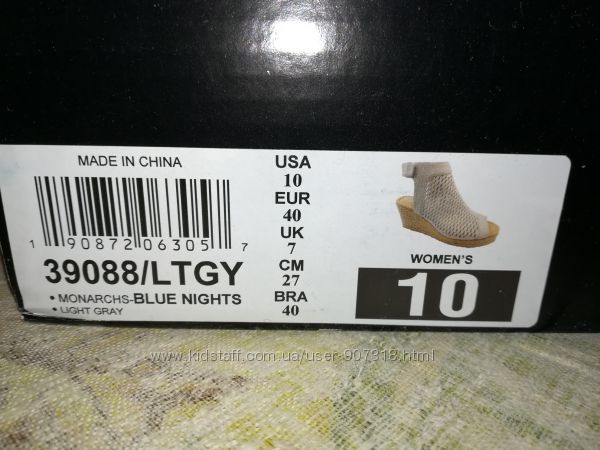 MADE IN CHINA
1 90872 06305 7
39088/LTGY
• MONARCHS-BLUE NIGHTS
• LIGHT GRAY
USA
10
EUR
40
UK
7
CM
27
BRA
40
WOMEN'S
10
www.kidstaff.com.ua/user-907318.html